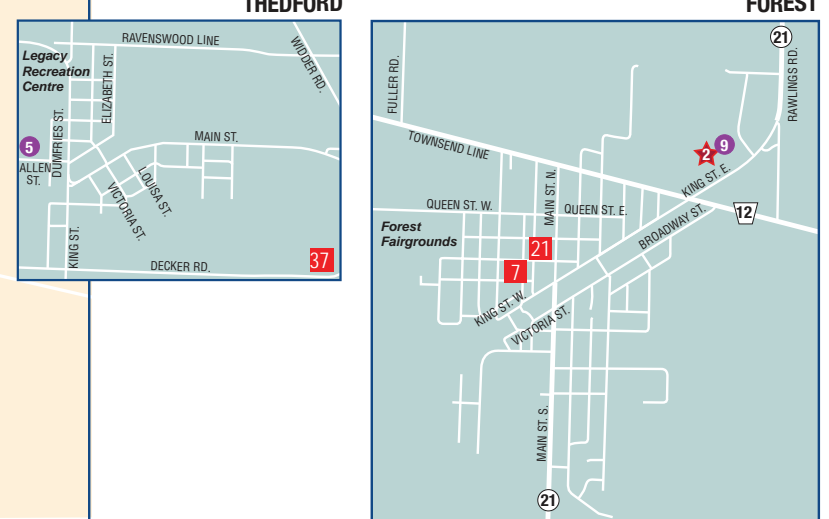 THEDFORD
RAVENSWOOD LINE
WIDDER RD.
Legacy
Recreation
Centre
ELIZABETH ST.
DUMFRIES ST.
5
ALLEN
ST.
MAIN ST.
LOUISA ST.
VICTORIA ST.
KING ST.
DECKER RD.
37
FOREST
21
RAWLINGS RD.
FULLER RD.
TOWNSEND LINE
2
9
KING ST. E.
12
QUEEN ST. W.
MAIN ST. N.
QUEEN ST. E.
BROADWAY ST.
Forest
Fairgrounds
21
7
KING ST. W.
VICTORIA ST.
MAIN ST. S.
21